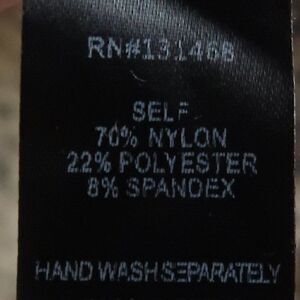 RN#131468
SELF
70% NYLON
22% POLYESTER
8% SPANDEX
HAND WASH SEPARATELY